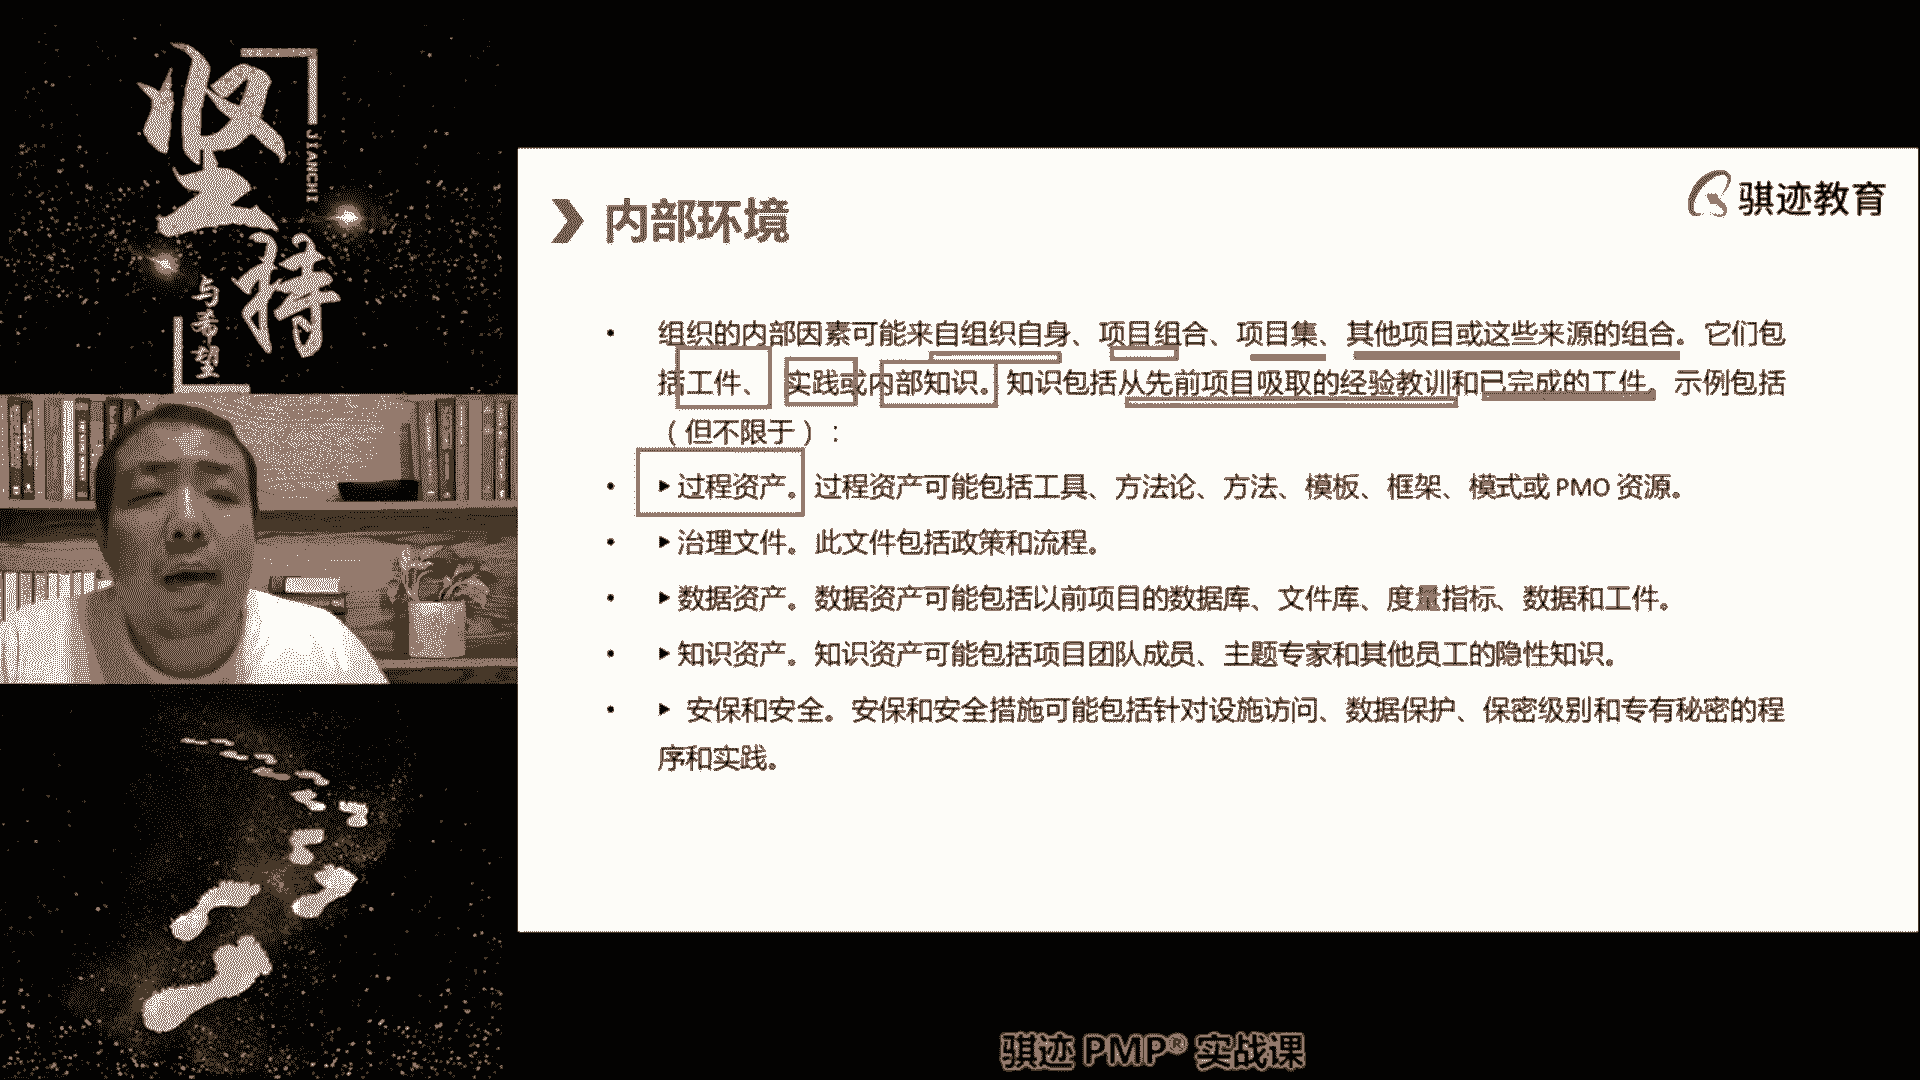 坚持
JIANCHI
与希望
骐迹教育
内部环境
• 组织的内部因素可能来自组织自身、项目组合、项目集、其他项目或这些来源的组合。它们包
括工件、 实践或内部知识。知识包括从先前项目吸取的经验教训和已完成的工件。示例包括
（但不限于）：
• ▶过程资产。过程资产可能包括工具、方法论、方法、模板、框架、模式或 PMO 资源。
• ▶治理文件。此文件包括政策和流程。
• ▶数据资产。数据资产可能包括以前项目的数据库、文件库、度量指标、数据和工件。
• ▶知识资产。知识资产可能包括项目团队成员、主题专家和其他员工的隐性知识。
• ▶ 安保和安全。安保和安全措施可能包括针对设施访问、数据保护、保密级别和专有秘密的程
序和实践。
骐迹 PMP® 实战课